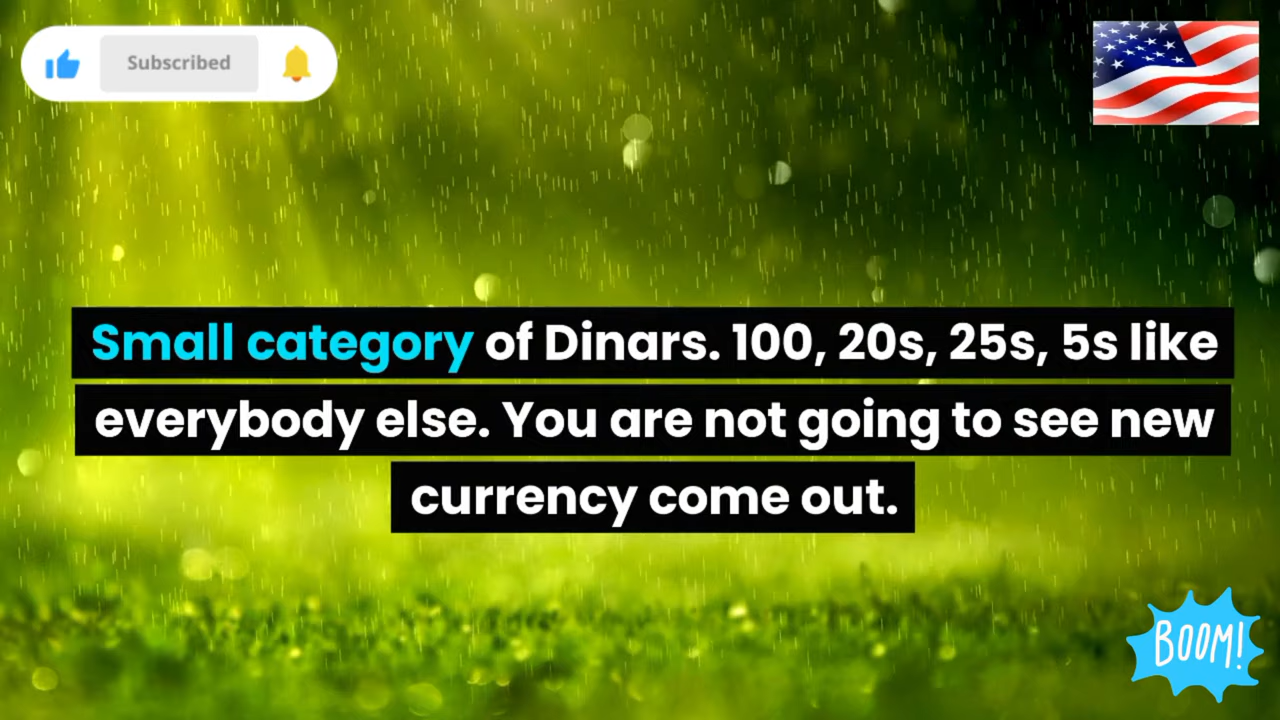 Subscribed
Small category of Dinars. 100, 20s, 25s, 5s like
everybody else. You are not going to see new
currency come out.
BOOM!